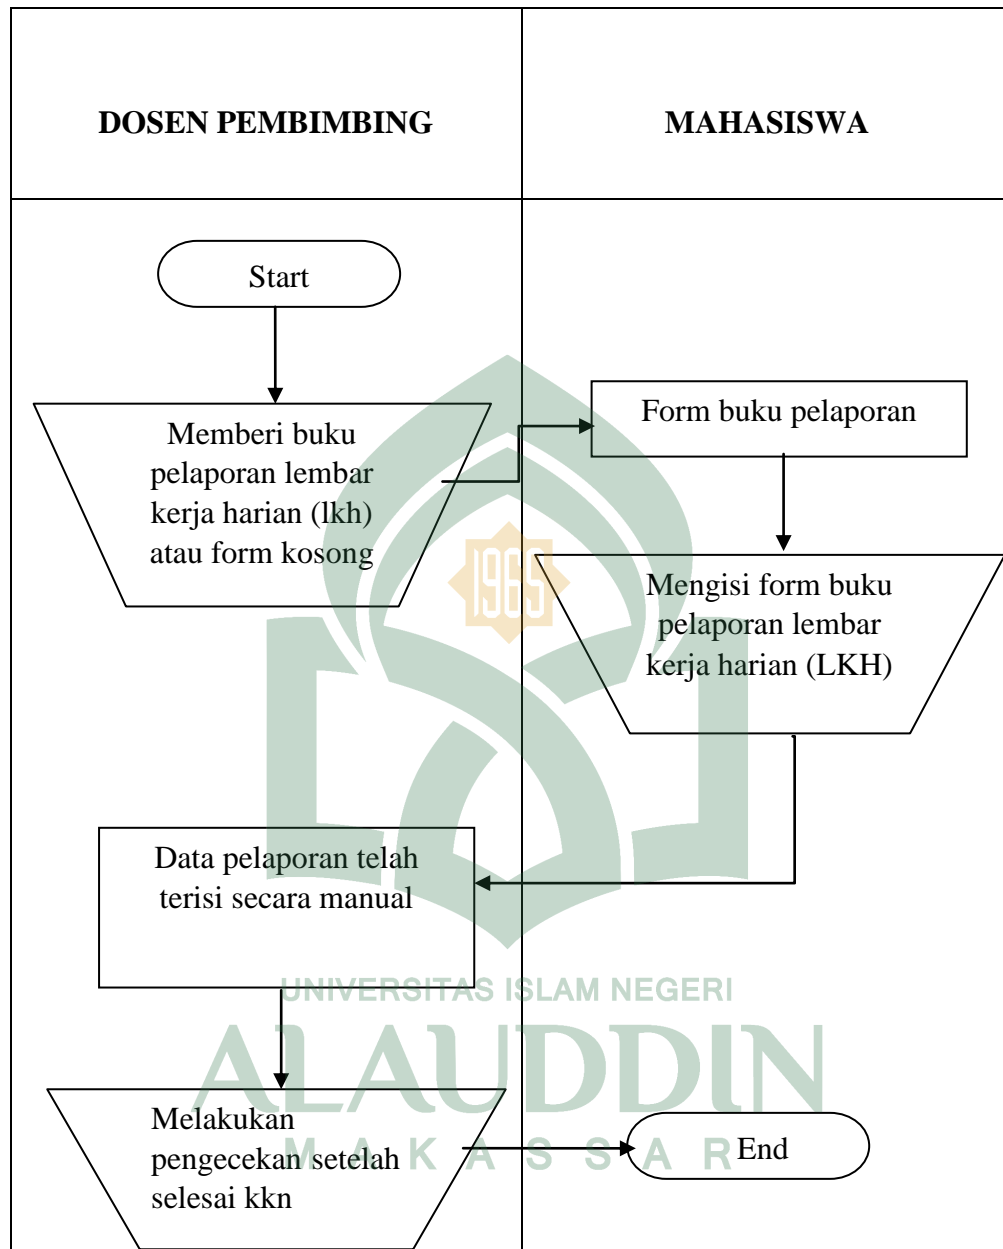 DOSEN PEMBIMBING
MAHASISWA
Start
Memberi buku
pelaporan lembar
kerja harian (lkh)
atau form kosong
Form buku pelaporan
1965
Mengisi form buku
pelaporan lembar
kerja harian (LKH)
Data pelaporan telah
terisi secara manual
UNIVERSITAS ISLAM NEGERI
ALAUDDIN
MAKASSAR
Melakukan
pengecekan setelah
selesai kkn
End